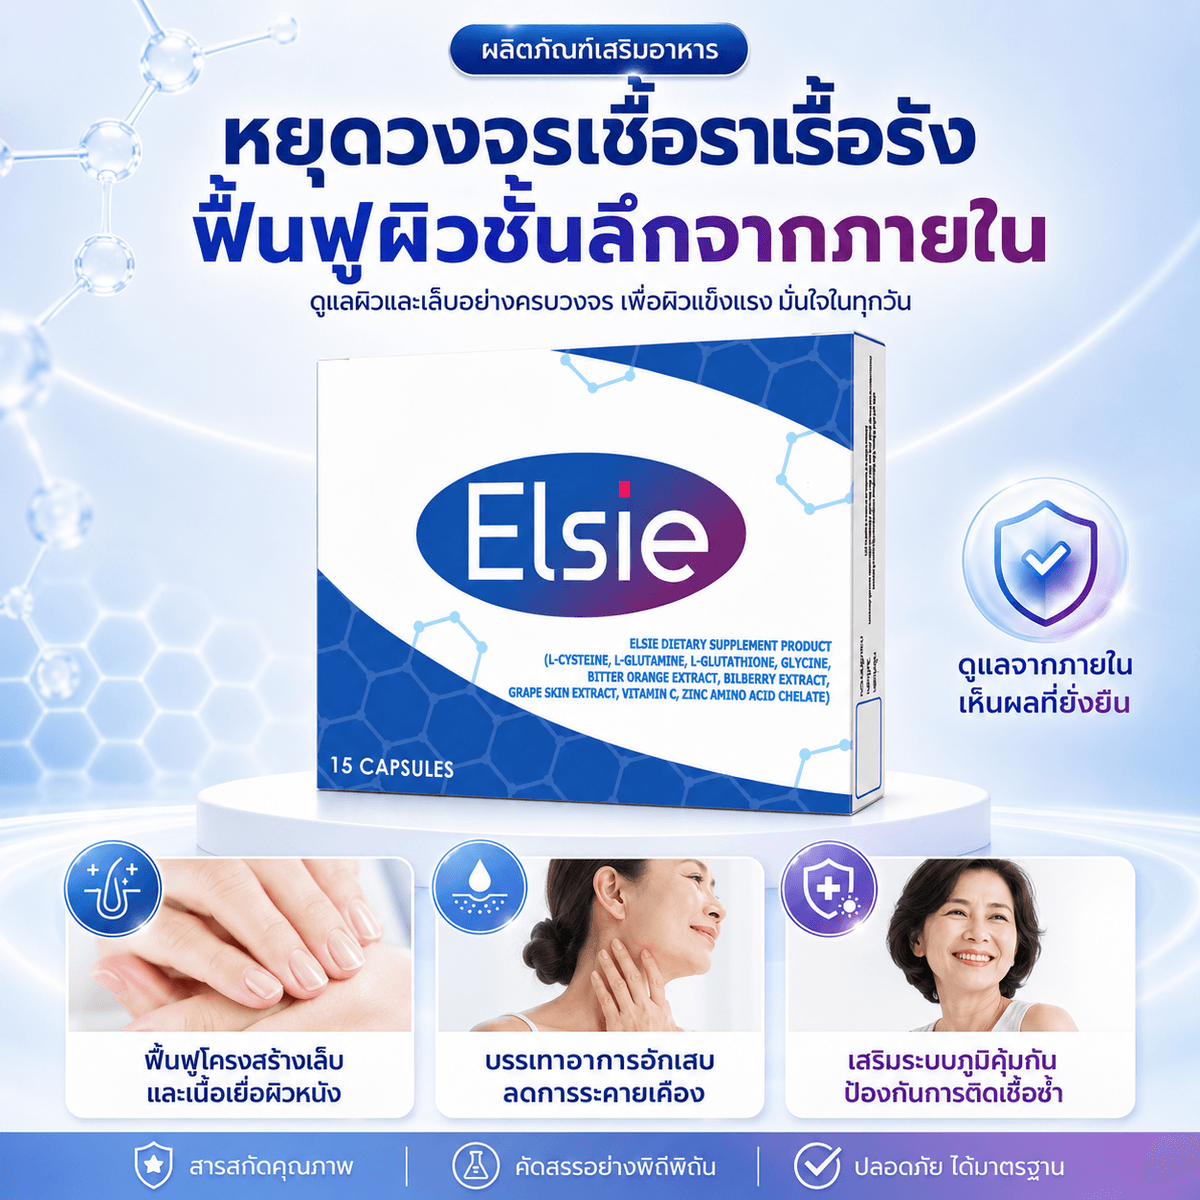 ผลิตภัณฑ์เสริมอาหาร
หยุดวงจรเชื้อราเรื้อรัง
ฟื้นฟูผิวชั้นลึกจากภายใน
ดูแลผิวและเล็บอย่างครบวงจร เพื่อผิวแข็งแรง มั่นใจในทุกวัน
Elsie
ELSIE DIETARY SUPPLEMENT PRODUCT
(L-CYSTEINE, L-GLUTAMINE, L-GLUTATHIONE, GLYCINE,
BITTER ORANGE EXTRACT, BILBERRY EXTRACT,
GRAPE SKIN EXTRACT, VITAMIN C, ZINC AMINO ACID CHELATE)
15 CAPSULES
ดูแลจากภายใน
เห็นผลที่ยั่งยืน
ฟื้นฟูโครงสร้างเล็บ
และเนื้อเยื่อผิวหนัง
บรรเทาอาการอักเสบ
ลดการระคายเคือง
เสริมระบบภูมิคุ้มกัน
ป้องกันการติดเชื้อซ้ำ
สารสกัดคุณภาพ
คัดสรรอย่างพิถีพิถัน
ปลอดภัย ได้มาตรฐาน